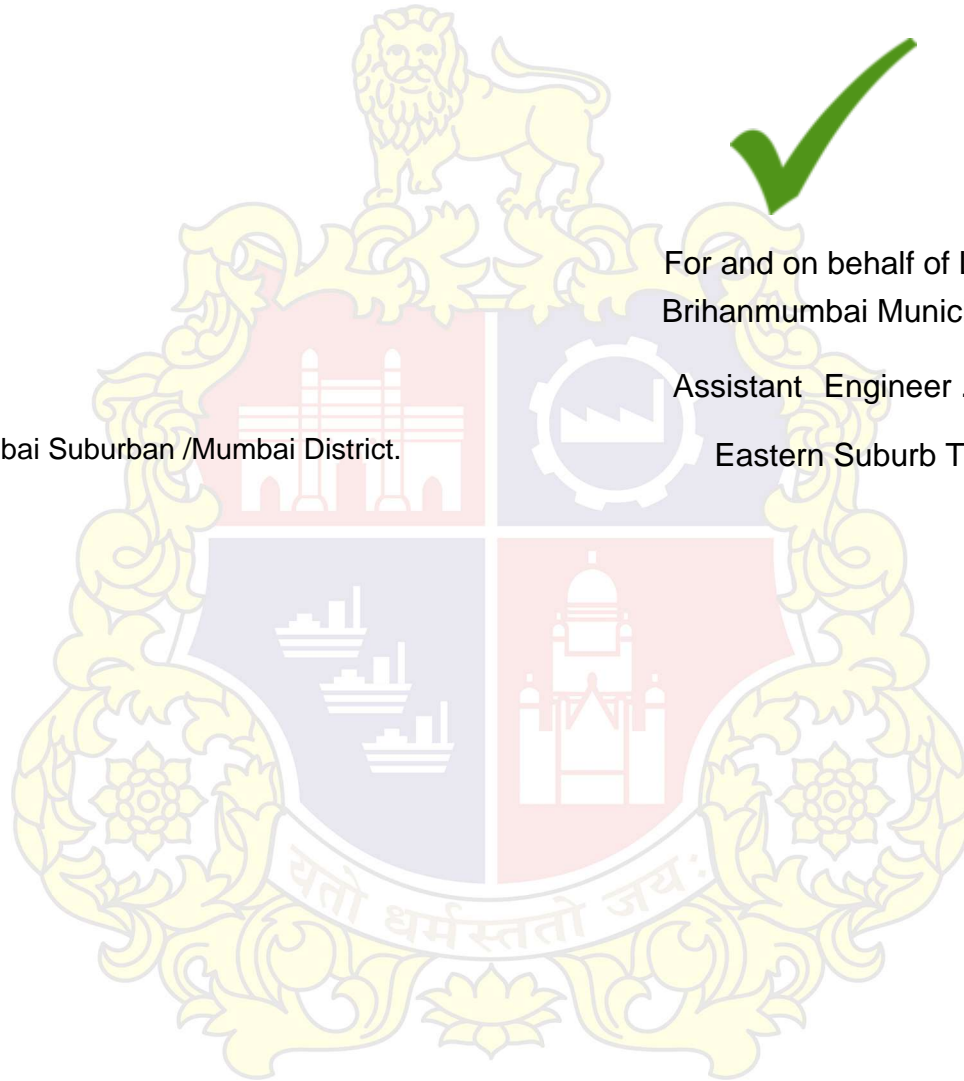 For and on behalf of
Brihanmumbai Munic
Assistant Engineer .
bai Suburban /Mumbai District.
Eastern Suburb T
यतो धर्मस्ततो जय: